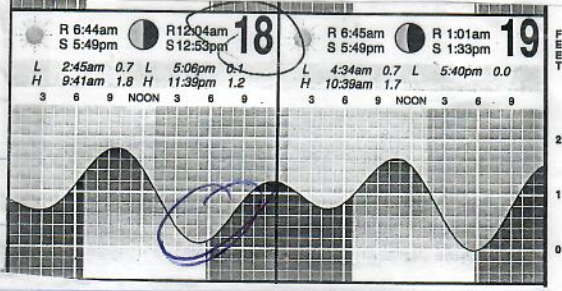 R 6:44am R12:04am 18
S 5:49pm S12:53pm
L 2:45am 0.7 L 5:06pm 0.1
H 9:41am 1.8 H 11:39pm 1.2
3 6 9 NOON 3 6 9
R 6:45am R 1:01am 19
S 5:49pm S 1:33pm
L 4:34am 0.7 L 5:40pm 0.0
H 10:39am 1.7
3 6 9 NOON 3 6 9
FEET
2
1
0